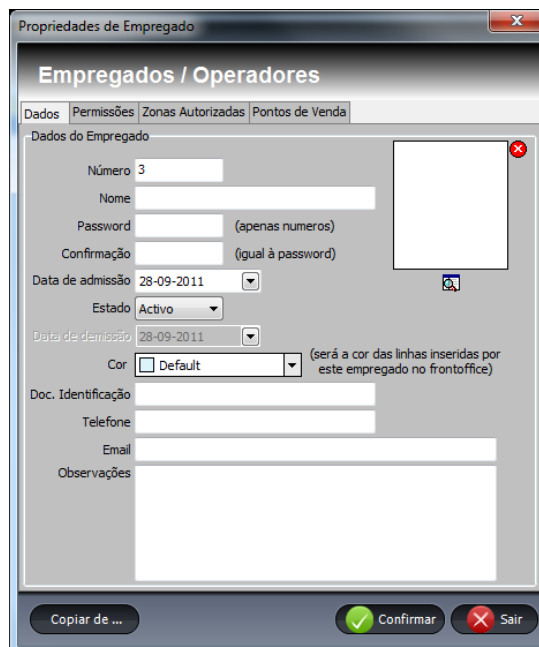 Propriedades de Empregado
Empregados / Operadores
Dados Permissões Zonas Autorizadas Pontos de Venda
Dados do Empregado
Número 3
Nome
Password (apenas numeros)
Confirmação (igual à password)
Data de admissão 28-09-2011
Estado Activo
Data de demissão 28-09-2011
Cor Default (será a cor das linhas inseridas por
este empregado no frontoffice)
Doc. Identificação
Telefone
Email
Observações
Copiar de ... Confirmar Sair